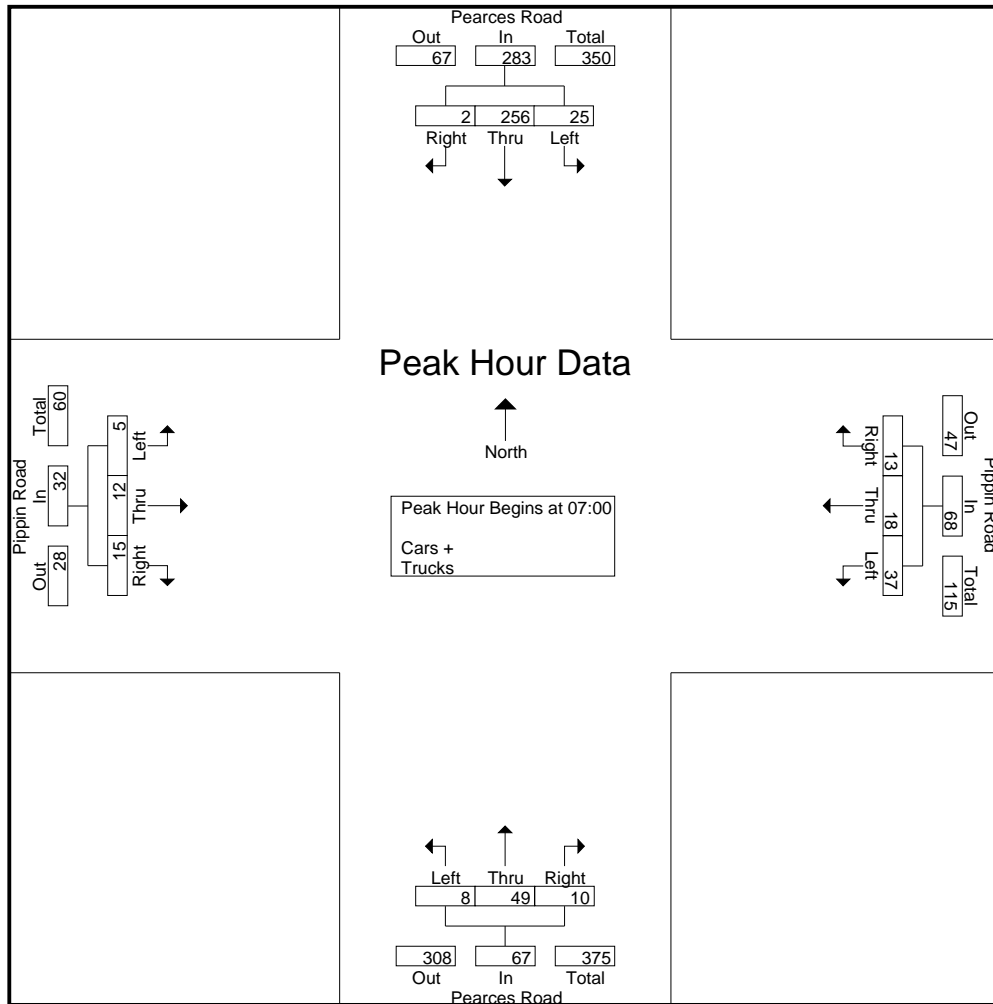 Pearces Road
Out In Total
67 283 350
2 256 25
Right Thru Left
Peak Hour Data
North
Peak Hour Begins at 07:00
Cars +
Trucks
Pippin Road
Out In Total
28 32 60
15 12 5
Right Thru Left
Pippin Road
Out In Total
47 68 115
13 18 37
Right Thru Left
Left Thru Right
8 49 10
308 67 375
Out In Total
Pearces Road